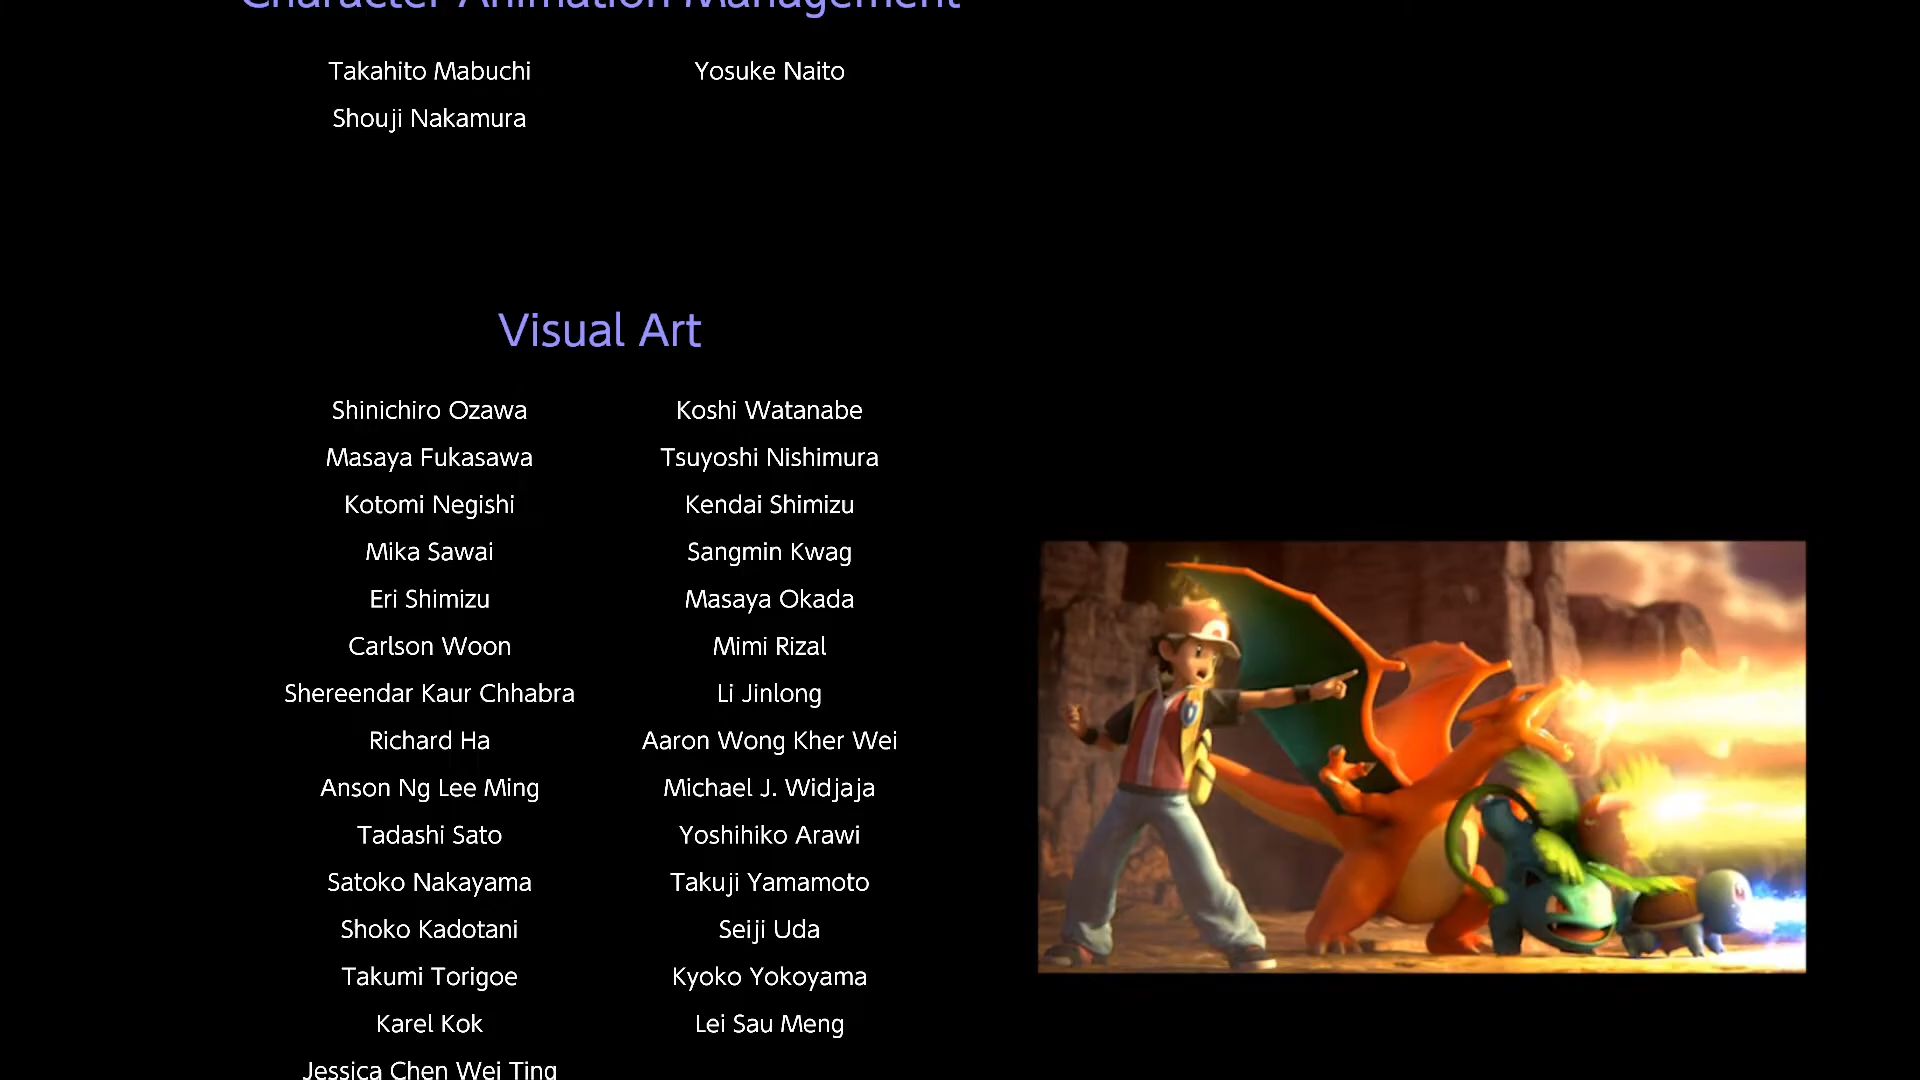 Character Animation Management
Takahito Mabuchi Yosuke Naito
Shouji Nakamura
Visual Art
Shinichiro Ozawa Koshi Watanabe
Masaya Fukasawa Tsuyoshi Nishimura
Kotomi Negishi Kendai Shimizu
Mika Sawai Sangmin Kwag
Eri Shimizu Masaya Okada
Carlson Woon Mimi Rizal
Shereendar Kaur Chhabra Li Jinlong
Richard Ha Aaron Wong Kher Wei
Anson Ng Lee Ming Michael J. Widjaja
Tadashi Sato Yoshihiko Arawi
Satoko Nakayama Takuji Yamamoto
Shoko Kadotani Seiji Uda
Takumi Torigoe Kyoko Yokoyama
Karel Kok Lei Sau Meng
Jessica Chen Wei Ting